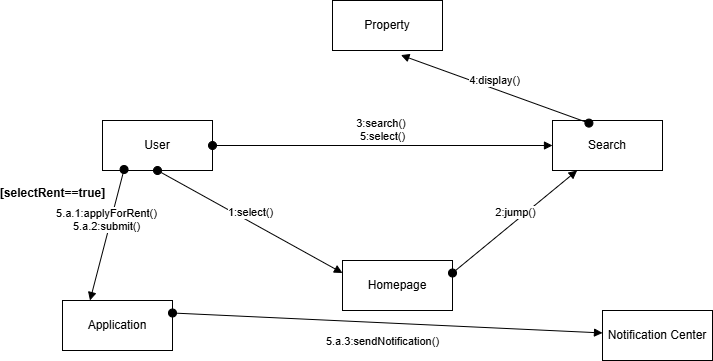 Property
4:display()
User
3:search()
5:select()
Search
[selectRent==true]
5.a.1:applyForRent()
5.a.2:submit()
1:select()
2:jump()
Homepage
Application
5.a.3:sendNotification()
Notification Center